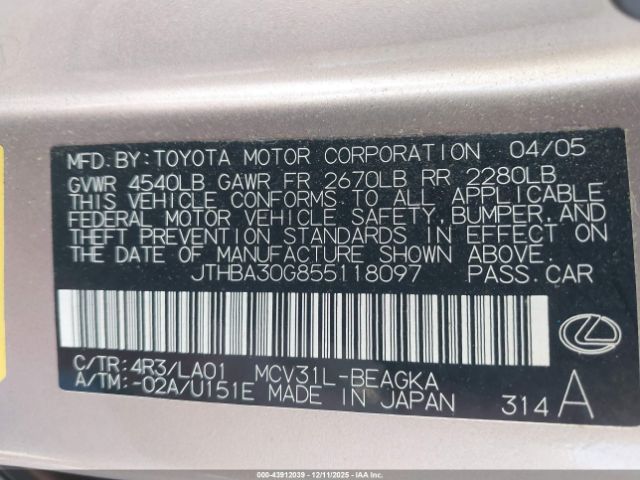 MFD. BY: TOYOTA MOTOR CORPORATION 04/05
GVWR 4540LB GAWR FR 2670LB RR 2280LB
THIS VEHICLE CONFORMS TO ALL APPLICABLE
FEDERAL MOTOR VEHICLE SAFETY, BUMPER, AND
THEFT PREVENTION STANDARDS IN EFFECT ON
THE DATE OF MANUFACTURE SHOWN ABOVE.
JTHBA30G855118097 PASS. CAR
C/TR: 4R3/LA01 MCV31L-BEAGKA
A/TM: -02A/U151E MADE IN JAPAN 314 A
000-43912039 - 12/11/2025 - IAA Inc.